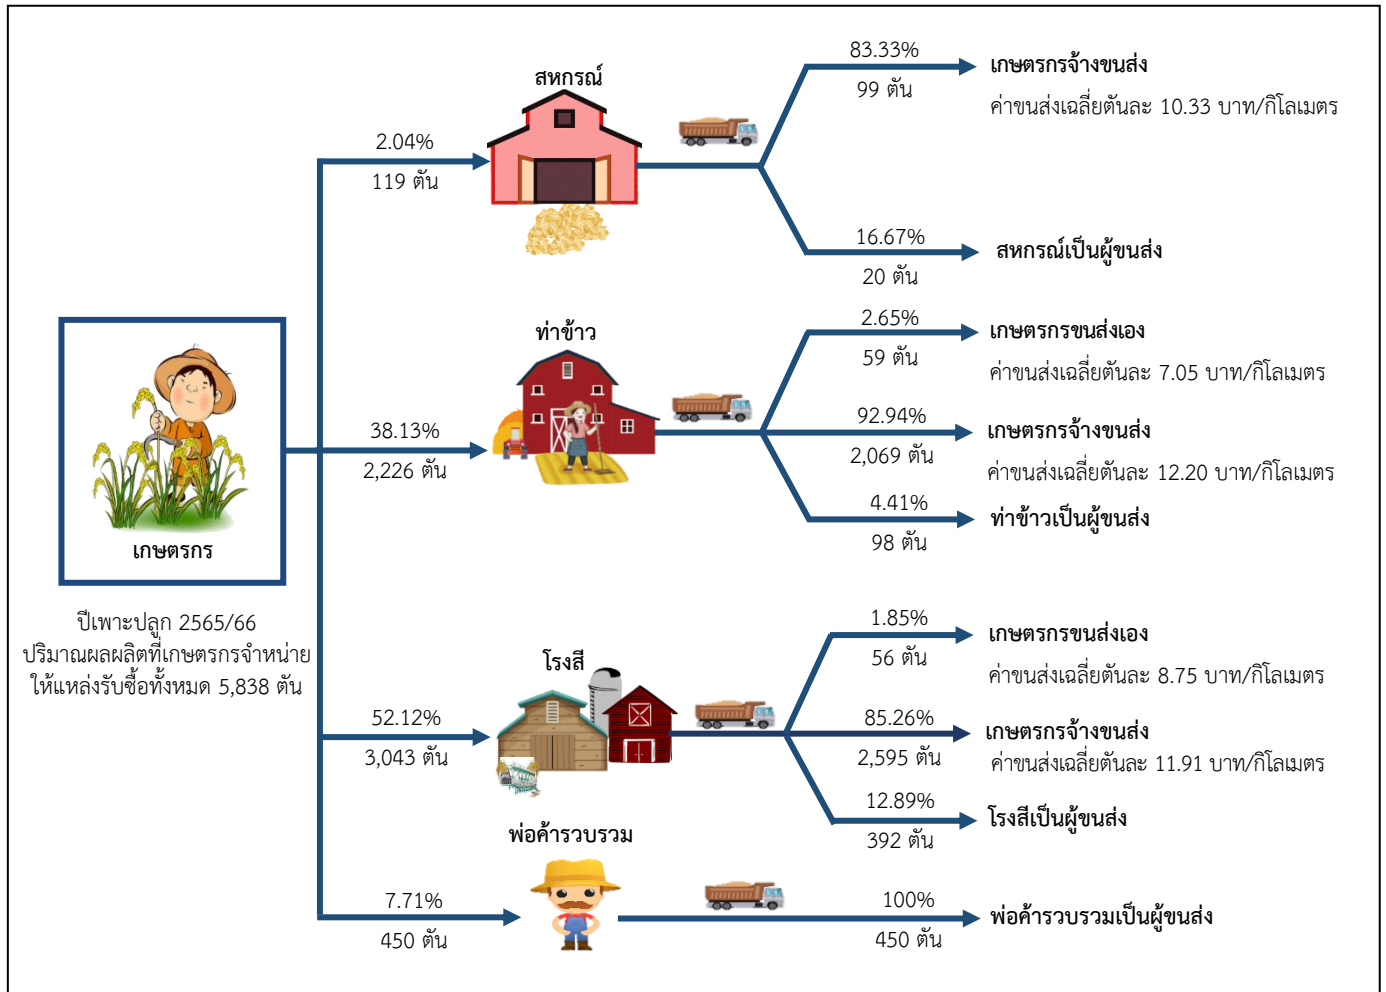 สหกรณ์
2.04%
119 ตัน
83.33%
99 ตัน
เกษตรกรจ้างขนส่ง
ค่าขนส่งเฉลี่ยตันละ 10.33 บาท/กิโลเมตร
16.67%
20 ตัน
สหกรณ์เป็นผู้ขนส่ง
ท่าข้าว
38.13%
2,226 ตัน
2.65%
59 ตัน
เกษตรกรขนส่งเอง
ค่าขนส่งเฉลี่ยตันละ 7.05 บาท/กิโลเมตร
92.94%
2,069 ตัน
เกษตรกรจ้างขนส่ง
ค่าขนส่งเฉลี่ยตันละ 12.20 บาท/กิโลเมตร
4.41%
98 ตัน
ท่าข้าวเป็นผู้ขนส่ง
เกษตรกร
ปีเพาะปลูก 2565/66
ปริมาณผลผลิตที่เกษตรกรจำหน่าย
ให้แหล่งรับซื้อทั้งหมด 5,838 ตัน
โรงสี
52.12%
3,043 ตัน
1.85%
56 ตัน
เกษตรกรขนส่งเอง
ค่าขนส่งเฉลี่ยตันละ 8.75 บาท/กิโลเมตร
85.26%
2,595 ตัน
เกษตรกรจ้างขนส่ง
ค่าขนส่งเฉลี่ยตันละ 11.91 บาท/กิโลเมตร
12.89%
392 ตัน
โรงสีเป็นผู้ขนส่ง
พ่อค้ารวบรวม
7.71%
450 ตัน
100%
450 ตัน
พ่อค้ารวบรวมเป็นผู้ขนส่ง